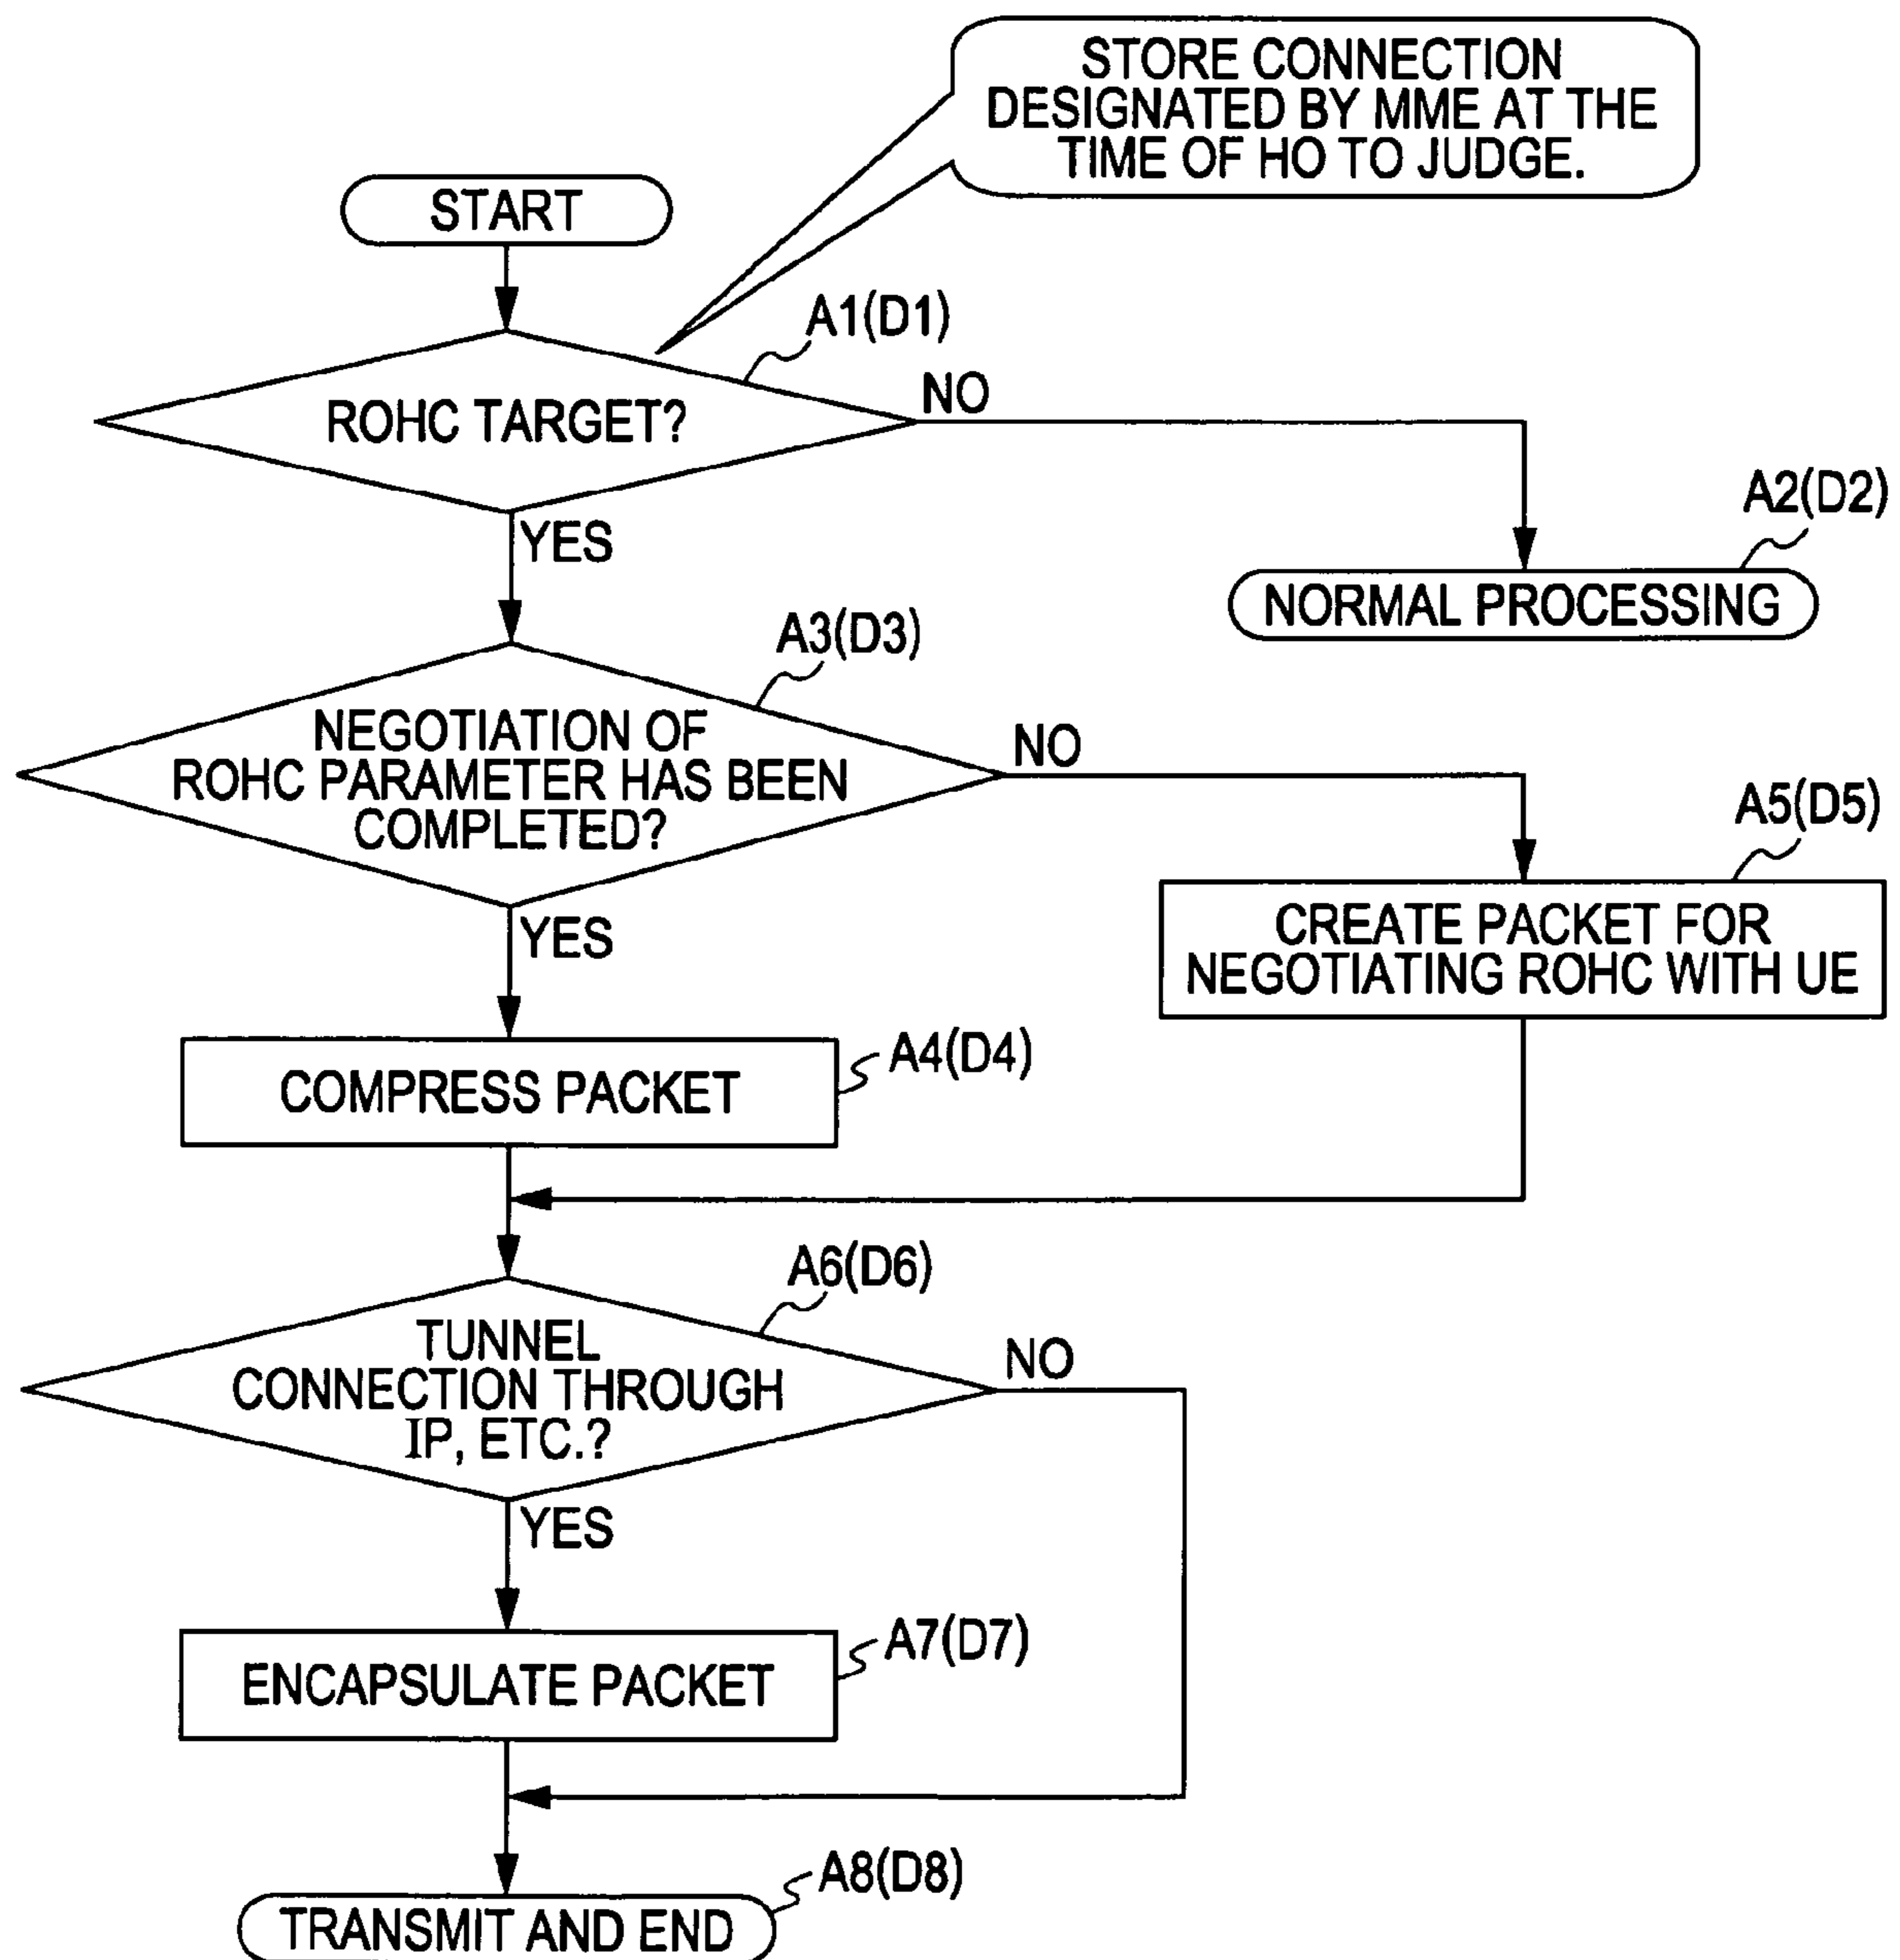 STORE CONNECTION
DESIGNATED BY MME AT THE
TIME OF HO TO JUDGE.
START
A1(D1)
ROHC TARGET?
NO
YES
A2(D2)
NORMAL PROCESSING
A3(D3)
NEGOTIATION OF
ROHC PARAMETER HAS BEEN
COMPLETED?
NO
YES
A5(D5)
CREATE PACKET FOR
NEGOTIATING ROHC WITH UE
A4(D4)
COMPRESS PACKET
A6(D6)
TUNNEL
CONNECTION THROUGH
IP, ETC.?
NO
YES
A7(D7)
ENCAPSULATE PACKET
A8(D8)
TRANSMIT AND END